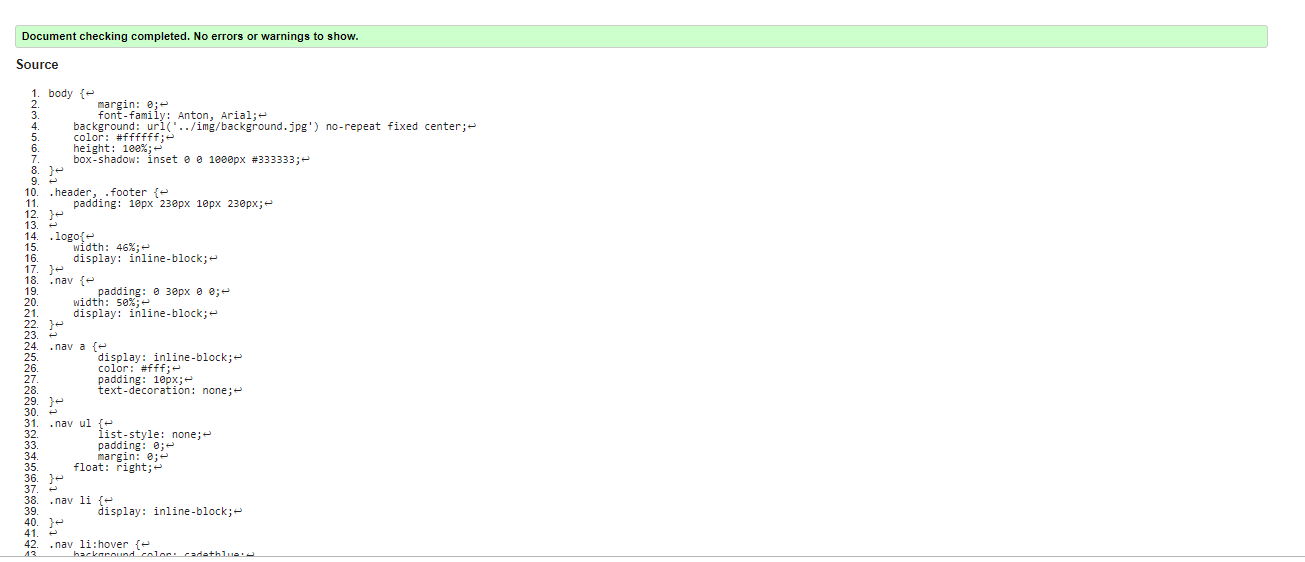 Document checking completed. No errors or warnings to show.
Source
1. body {↩
2. margin: 0;↩
3. font-family: Anton, Arial;↩
4. background: url('../img/background.jpg') no-repeat fixed center;↩
5. color: #ffffff;↩
6. height: 100%;↩
7. box-shadow: inset 0 0 1000px #333333;↩
8. }↩
9. ↩
10. .header, .footer {↩
11. padding: 10px 230px 10px 230px;↩
12. }↩
13. ↩
14. .logo{↩
15. width: 46%;↩
16. display: inline-block;↩
17. }↩
18. .nav {↩
19. padding: 0 30px 0 0;↩
20. width: 50%;↩
21. display: inline-block;↩
22. }↩
23. ↩
24. .nav a {↩
25. display: inline-block;↩
26. color: #fff;↩
27. padding: 10px;↩
28. text-decoration: none;↩
29. }↩
30. ↩
31. .nav ul {↩
32. list-style: none;↩
33. padding: 0;↩
34. margin: 0;↩
35. float: right;↩
36. }↩
37. ↩
38. .nav li {↩
39. display: inline-block;↩
40. }↩
41. ↩
42. .nav li:hover {↩
43. background color: cadetblue;↩